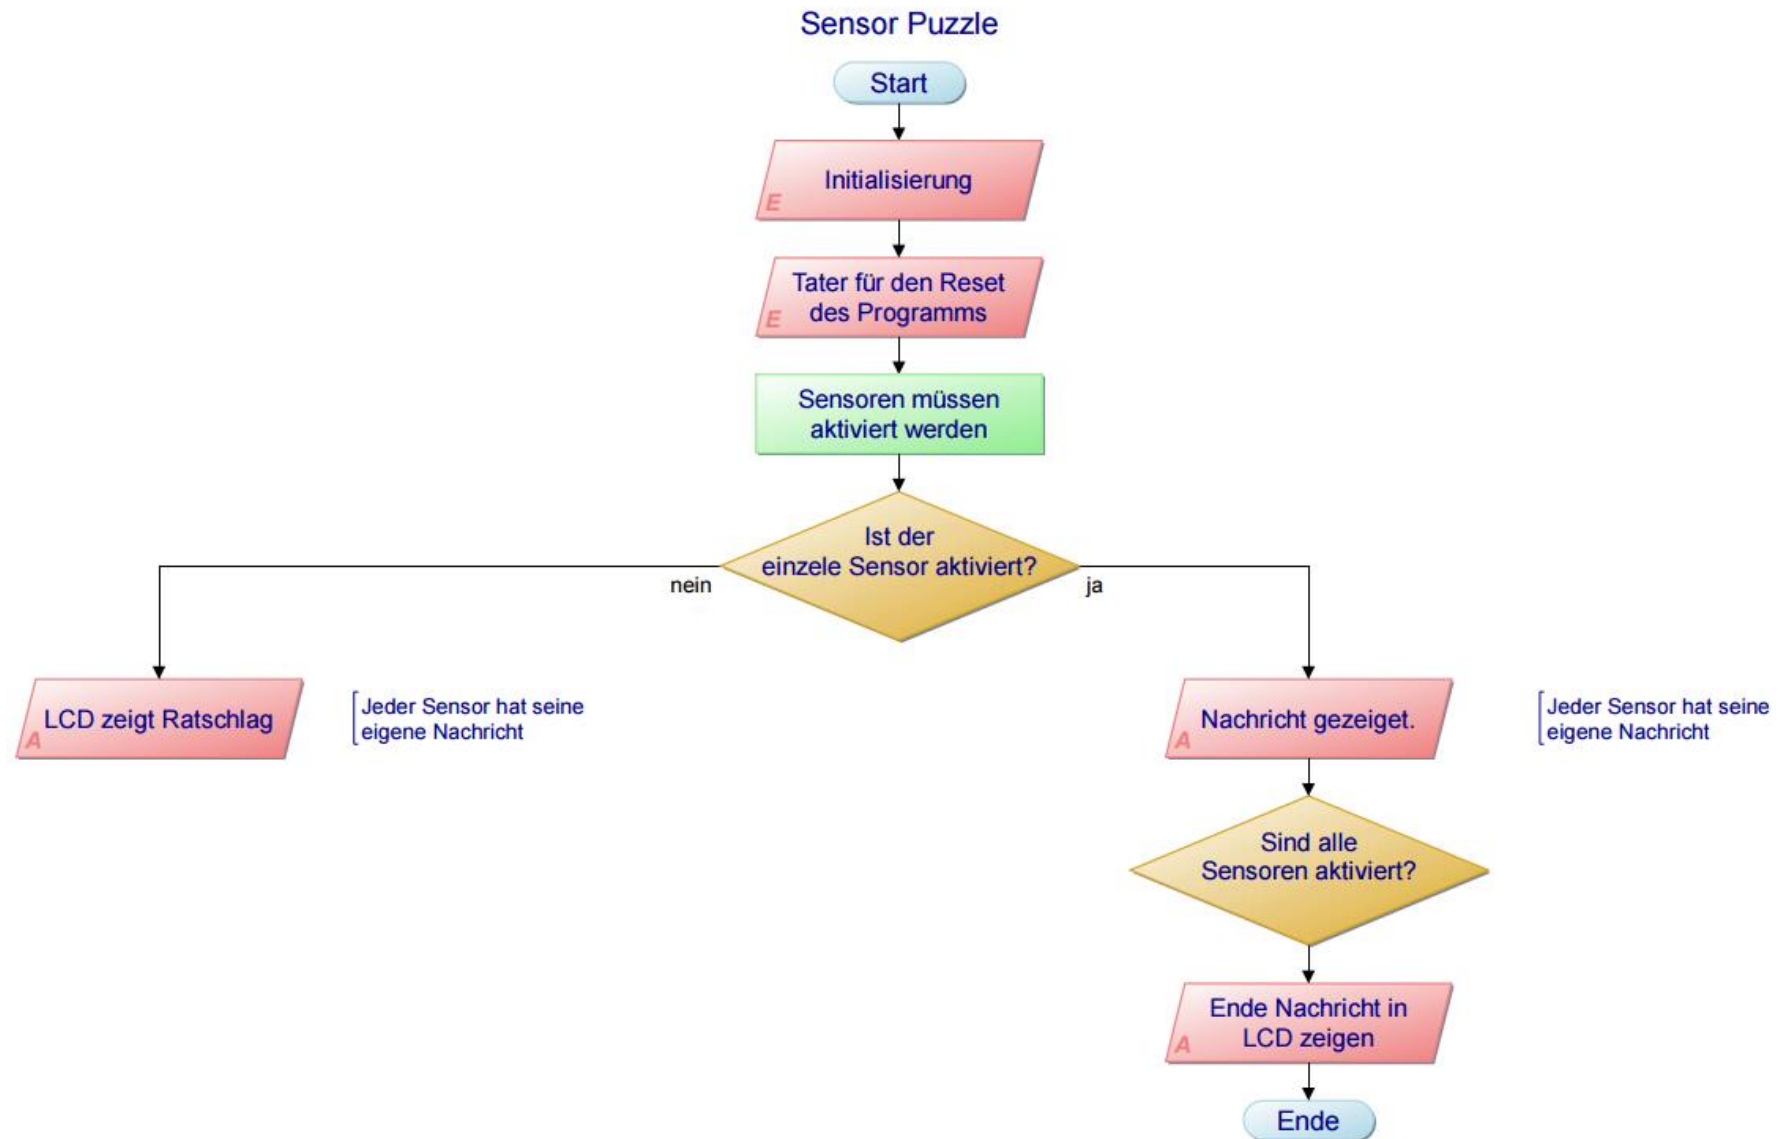 Sensor Puzzle
Start
Initialisierung
E
Tater für den Reset
des Programms
E
Sensoren müssen
aktiviert werden
Ist der
einzele Sensor aktiviert?
nein
ja
LCD zeigt Ratschlag
A
Jeder Sensor hat seine
eigene Nachricht
Nachricht gezeiget.
A
Jeder Sensor hat seine
eigene Nachricht
Sind alle
Sensoren aktiviert?
Ende Nachricht in
LCD zeigen
A
Ende